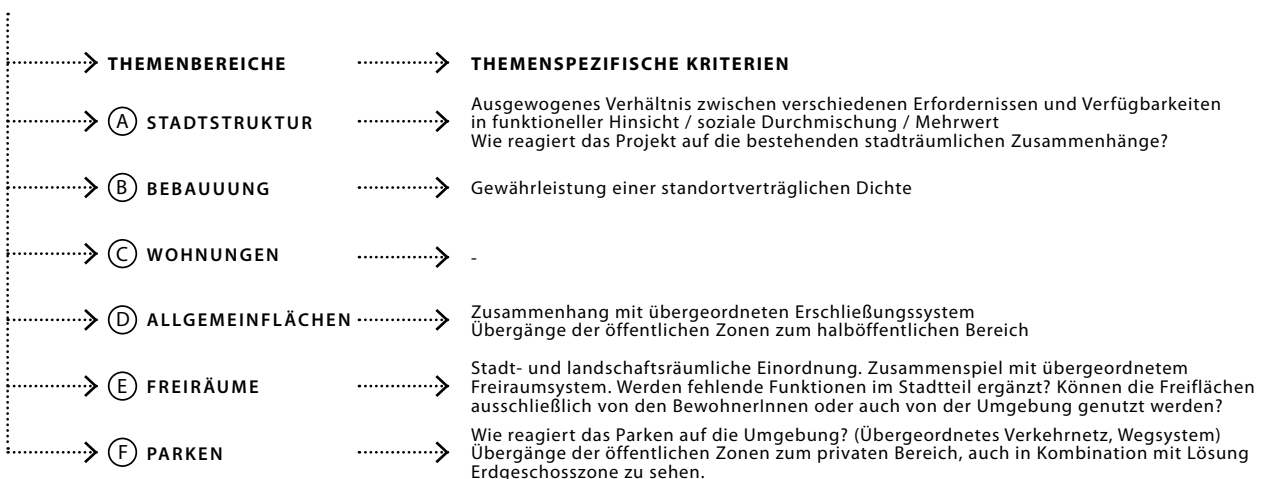 THEMENBEREICHE THEMENSPEZIFISCHE KRITERIEN
A STADTSTRUKTUR
Ausgewogenes Verhältnis zwischen verschiedenen Erfordernissen und Verfügbarkeiten
in funktioneller Hinsicht / soziale Durchmischung / Mehrwert
Wie reagiert das Projekt auf die bestehenden stadträumlichen Zusammenhänge?
B BEBAUUUNG Gewährleistung einer standortverträglichen Dichte
C WOHNUNGEN -
D ALLGEMEINFLÄCHEN
Zusammenhang mit übergeordneten Erschließungssystem
Übergänge der öffentlichen Zonen zum halböffentlichen Bereich
E FREIRÄUME
Stadt- und landschaftsräumliche Einordnung. Zusammenspiel mit übergeordnetem
Freiraumsystem. Werden fehlende Funktionen im Stadtteil ergänzt? Können die Freiflächen
ausschließlich von den BewohnerInnen oder auch von der Umgebung genutzt werden?
F PARKEN
Wie reagiert das Parken auf die Umgebung? (Übergeordnetes Verkehrnetz, Wegsystem)
Übergänge der öffentlichen Zonen zum privaten Bereich, auch in Kombination mit Lösung
Erdgeschosszone zu sehen.